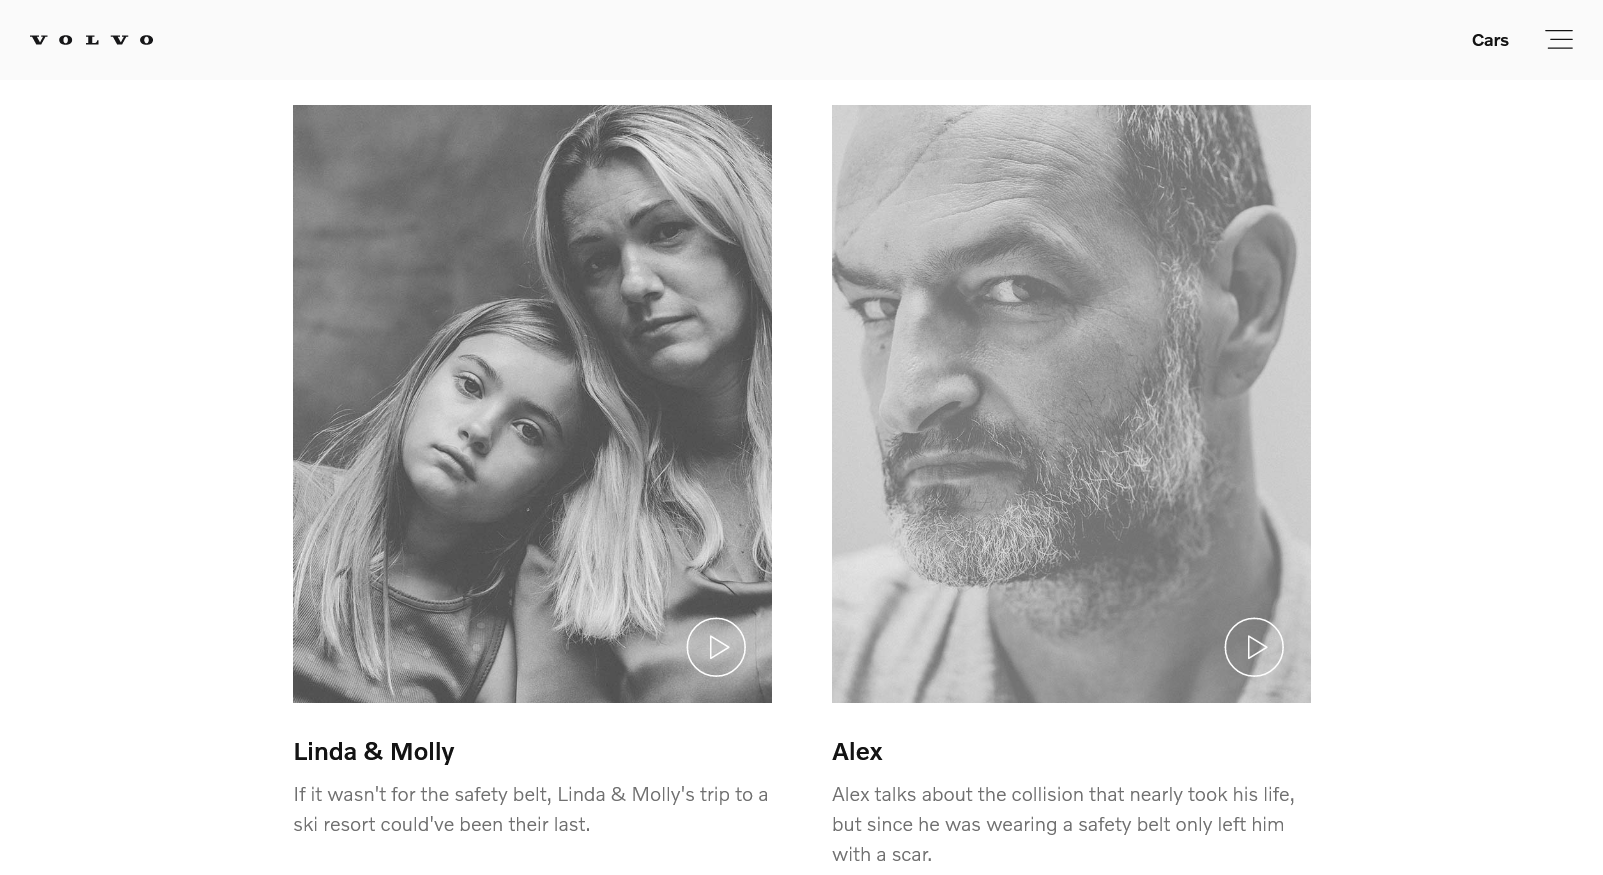 VOLVO
Cars
Linda & Molly
If it wasn't for the safety belt, Linda & Molly's trip to a
ski resort could've been their last.
Alex
Alex talks about the collision that nearly took his life,
but since he was wearing a safety belt only left him
with a scar.